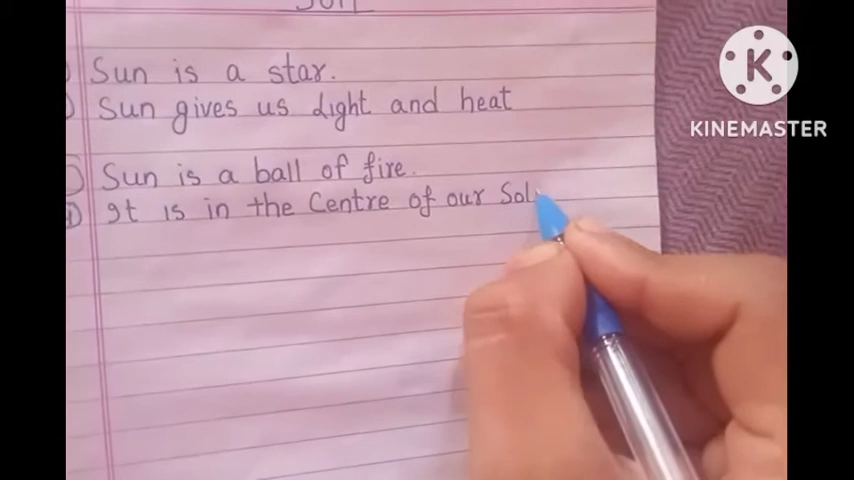 Sun
Sun is a star.
Sun gives us light and heat
Sun is a ball of fire.
It is in the Centre of our Sol
KINEMASTER